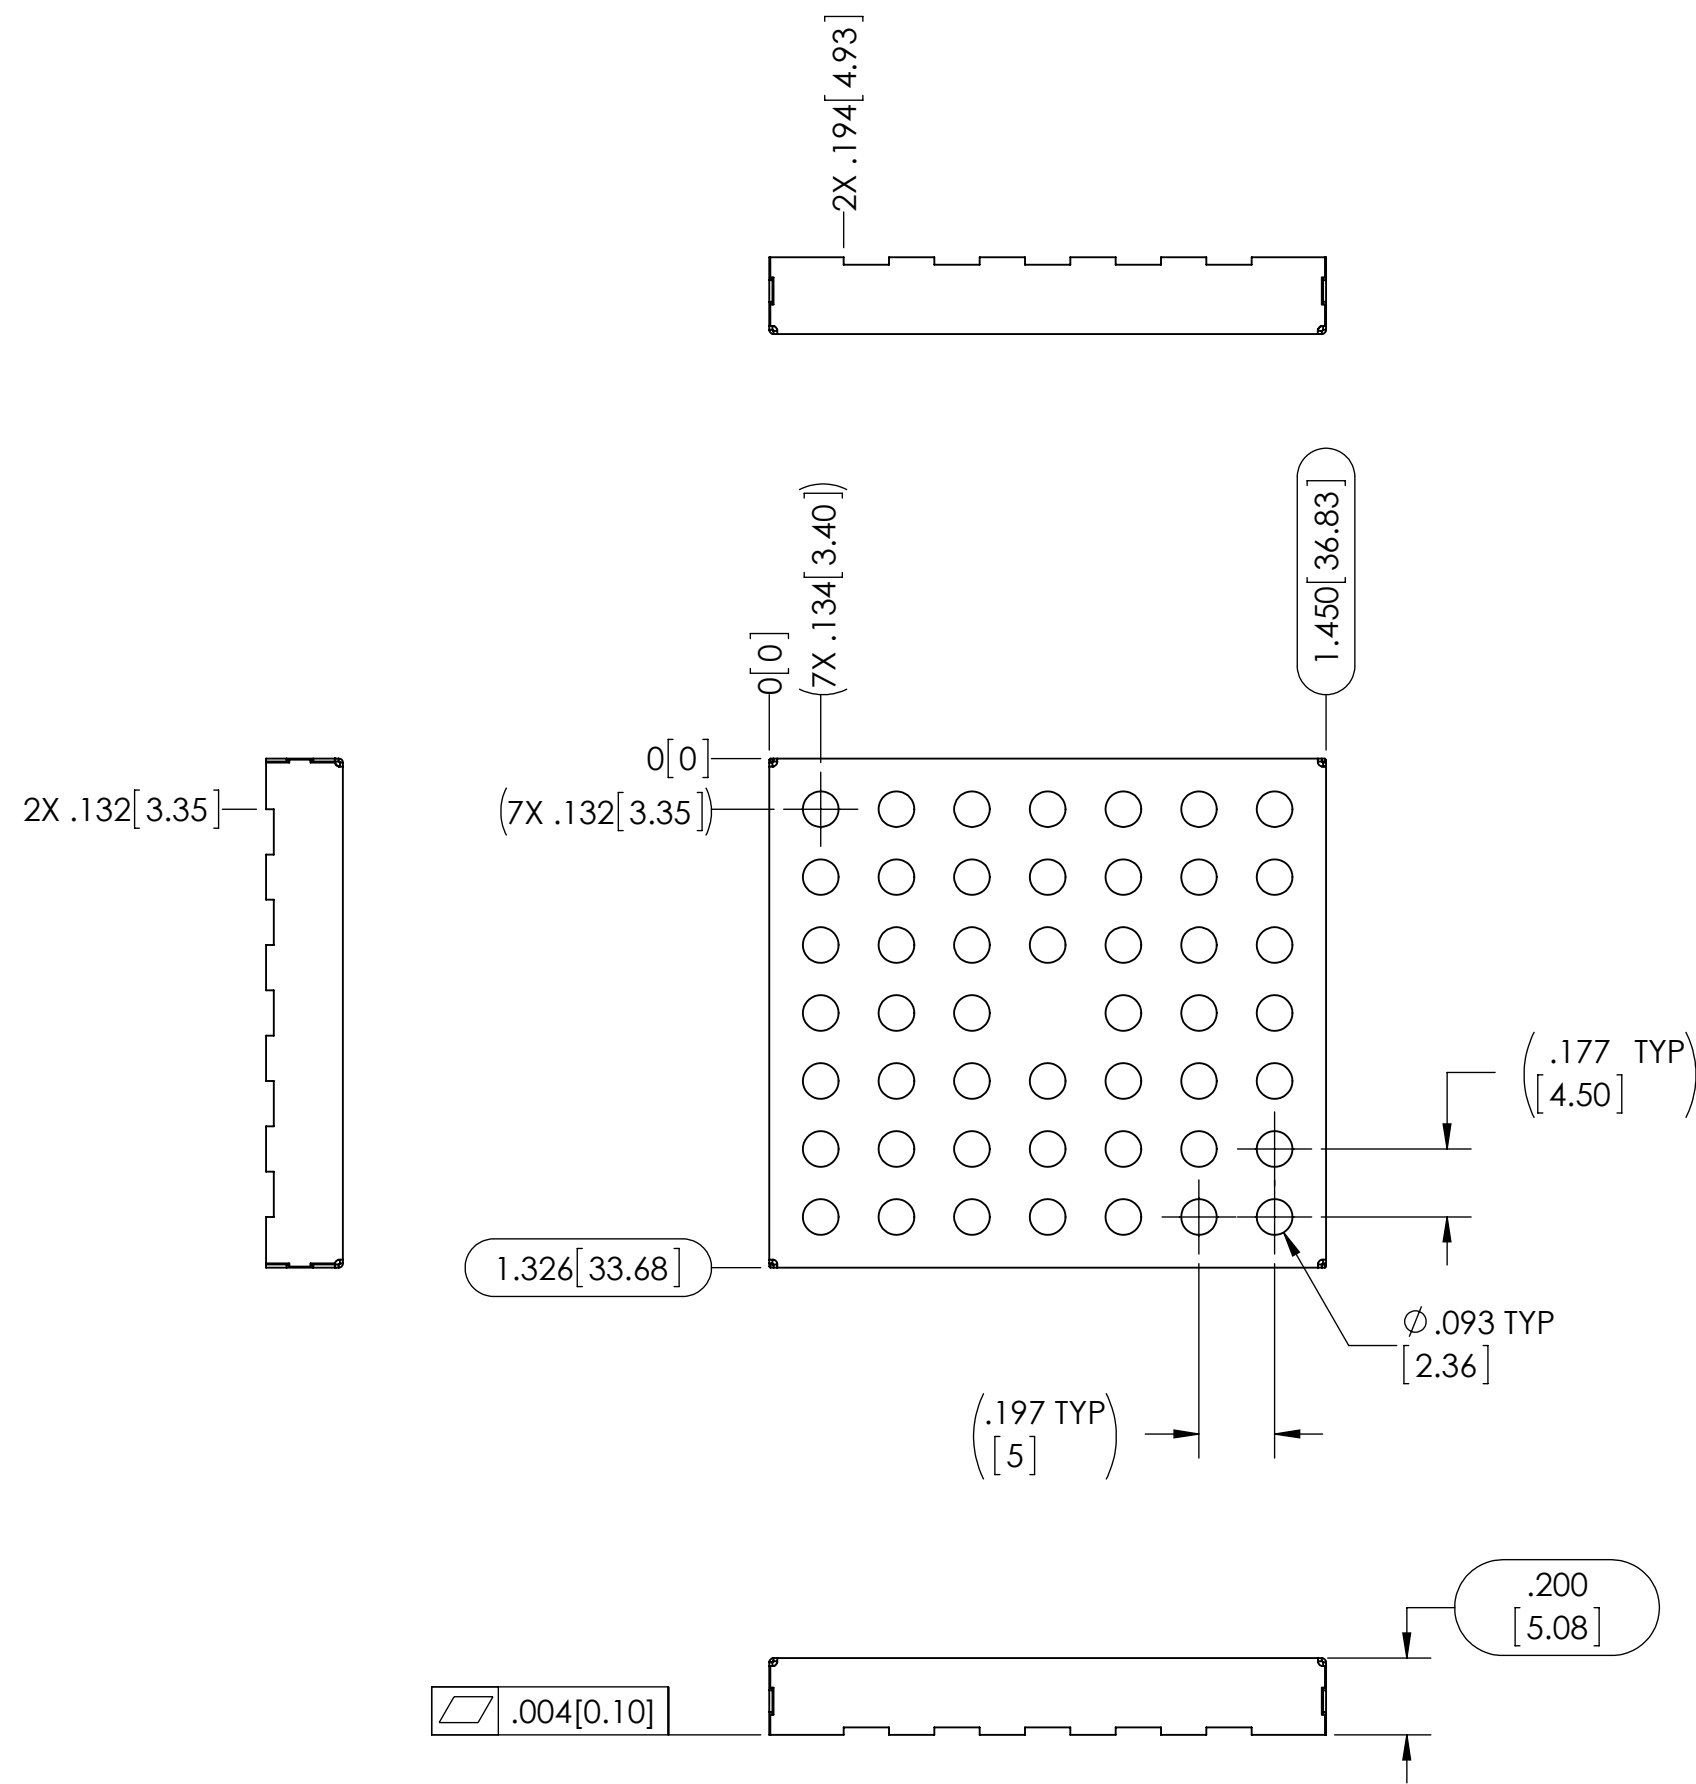 2X .194[4.93]
1.450[36.83]
(7X .134[3.40])
0[0]
0[0]
2X .132[3.35]
(7X .132[3.35])
(.177 TYP
[4.50])
1.326[33.68]
∅.093 TYP
[2.36]
(.197 TYP
[5])
.200
[5.08]
⏥ .004[0.10]